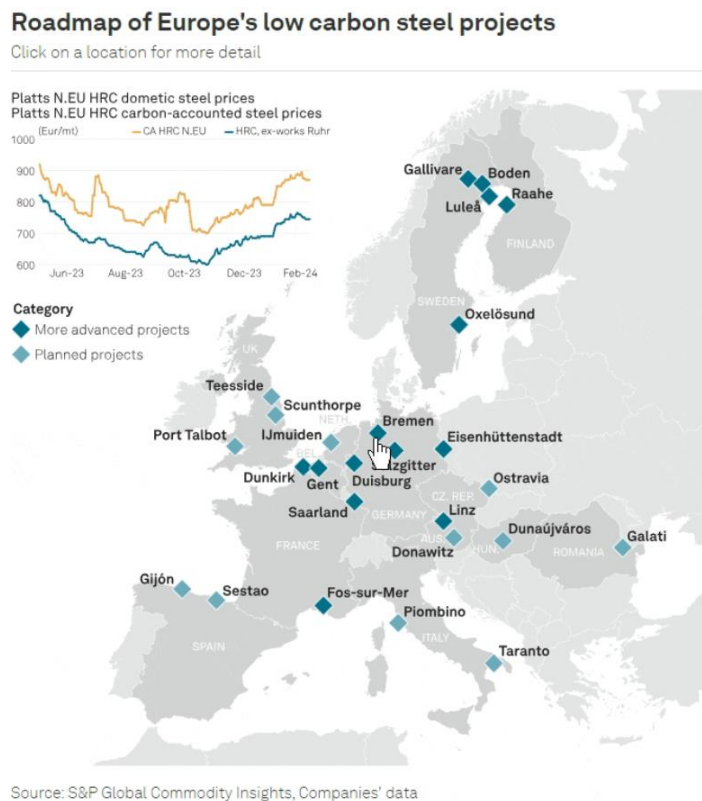 Roadmap of Europe's low carbon steel projects
Click on a location for more detail
Platts N.EU HRC dometic steel prices
Platts N.EU HRC carbon-accounted steel prices
(Eur/mt)
CA HRC N.EU
HRC, ex-works Ruhr
1000
900
800
700
600
Jun-23
Aug-23
Oct-23
Dec-23
Feb-24
Category
More advanced projects
Planned projects
Gallivare
Boden
Luleå
Raahe
FINLAND
SWEDEN
Oxelösund
UK
Teesside
Scunthorpe
NETH.
Bremen
Port Talbot
IJmuiden
Eisenhüttenstadt
BEL.
lzgitter
Dunkirk
Gent
Duisburg
Ostravia
CZ. REP.
Saarland
GERMANY
Linz
Dunaújváros
Galati
FRANCE
AUS.
Donawitz
HUN.
ROMANIA
Gijón
Sestao
Fos-sur-Mer
Piombino
SPAIN
ITALY
Taranto
Source: S&P Global Commodity Insights, Companies' data